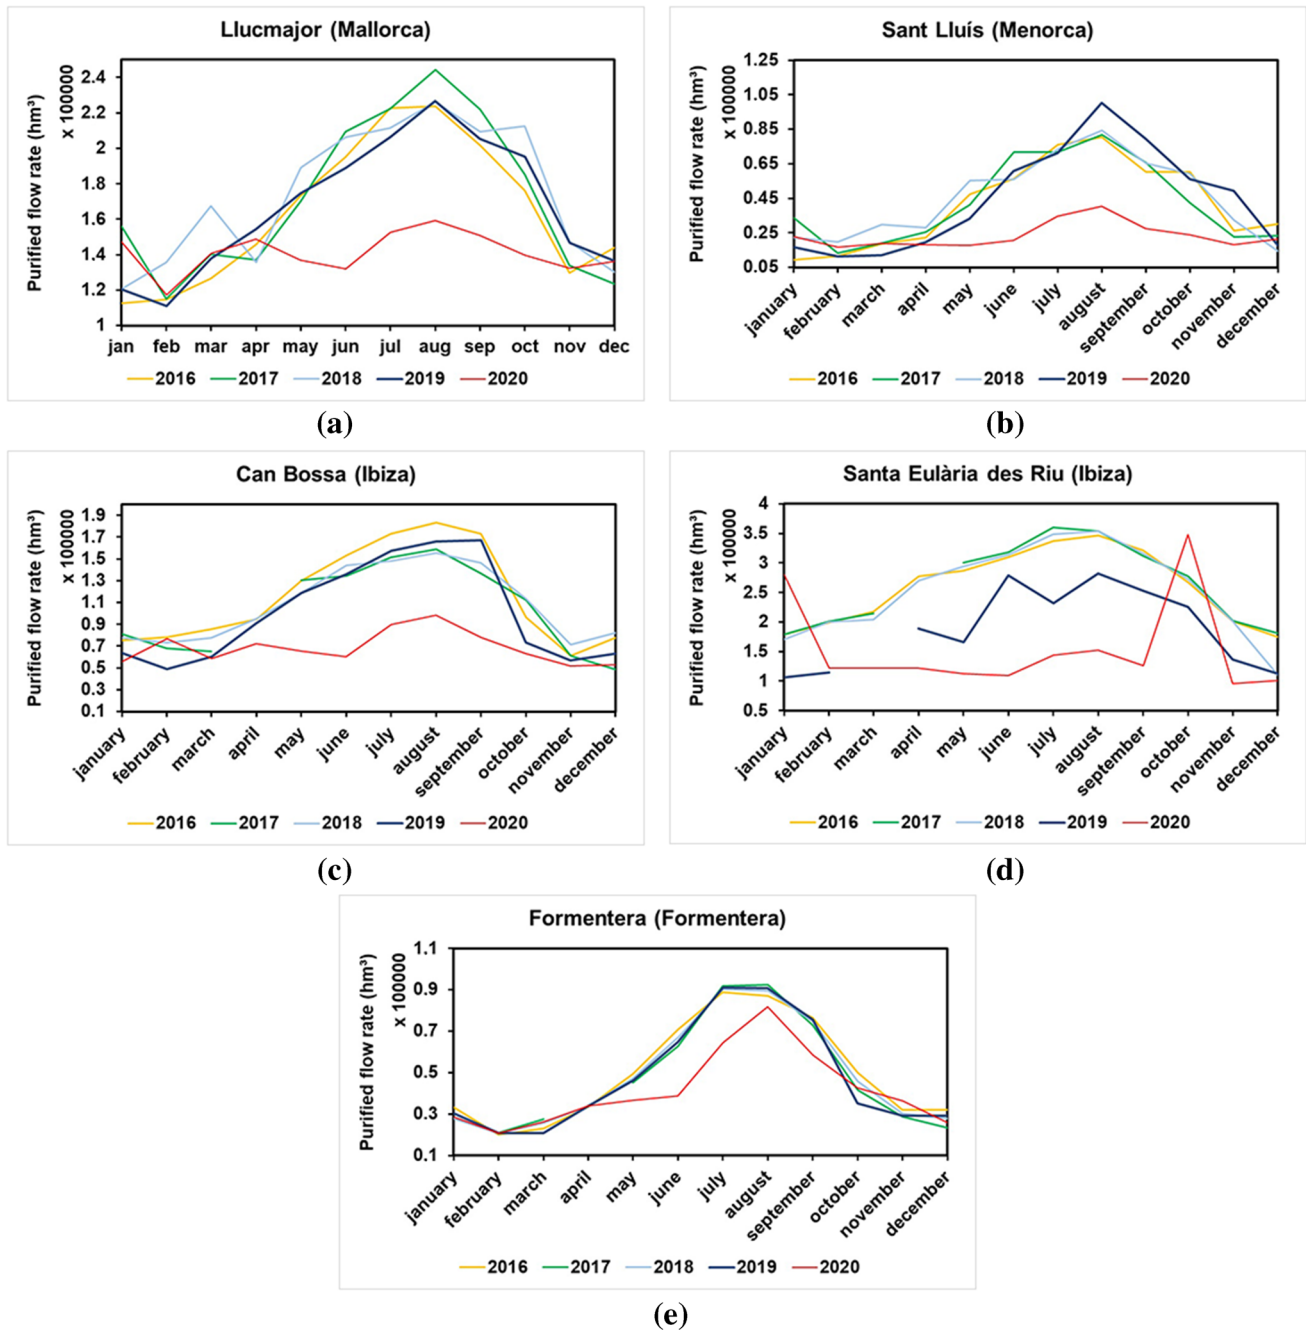 Llucmajor (Mallorca)
Purified flow rate (hm³)
x 100000
2.4
2.2
2
1.8
1.6
1.4
1.2
1
jan feb mar apr may jun jul aug sep oct nov dec
2016 2017 2018 2019 2020
(a)
Sant Lluís (Menorca)
Purified flow rate (hm³)
x 100000
1.25
1.05
0.85
0.65
0.45
0.25
0.05
january february march april may june july august september october november december
2016 2017 2018 2019 2020
(b)
Can Bossa (Ibiza)
Purified flow rate (hm³)
x 100000
1.9
1.7
1.5
1.3
1.1
0.9
0.7
0.5
0.3
0.1
january february march april may june july august september october november december
2016 2017 2018 2019 2020
(c)
Santa Eulària des Riu (Ibiza)
Purified flow rate (hm³)
x 100000
4
3.5
3
2.5
2
1.5
1
0.5
january february march april may june july august september october november december
2016 2017 2018 2019 2020
(d)
Formentera (Formentera)
Purified flow rate (hm³)
x 100000
1.1
0.9
0.7
0.5
0.3
0.1
january february march april may june july august september october november december
2016 2017 2018 2019 2020
(e)